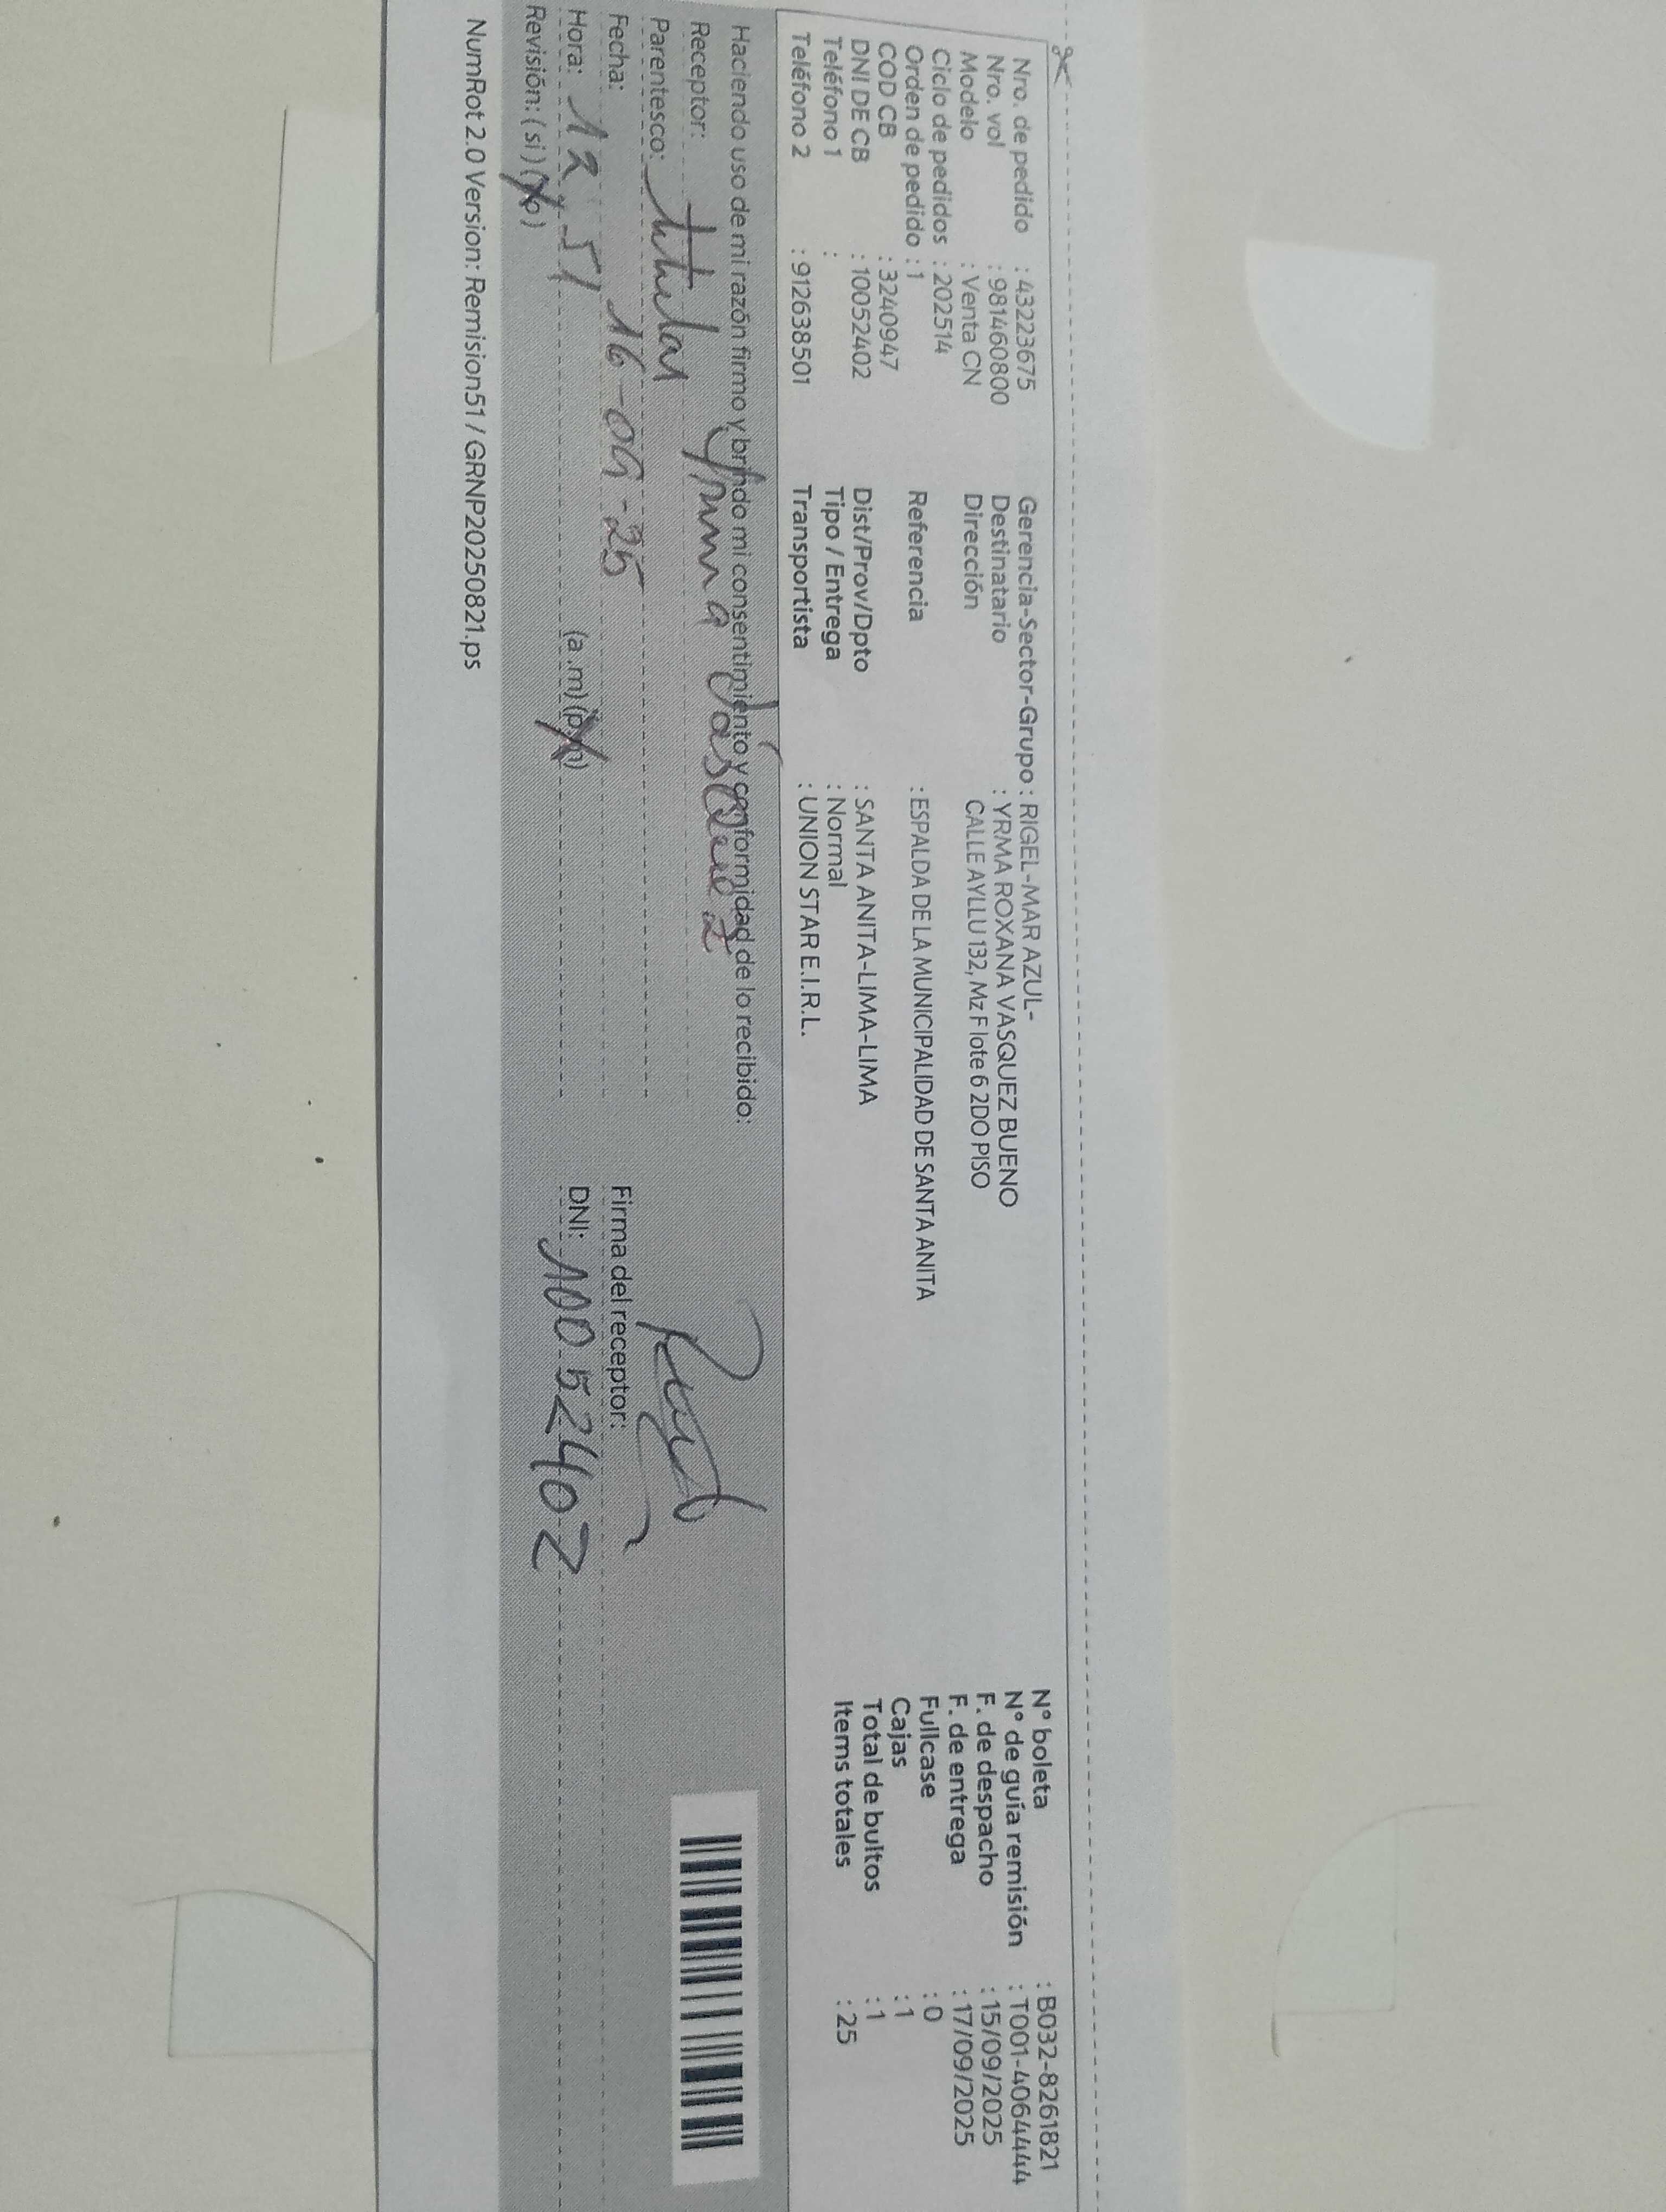 Nro. de pedido : 43223675 Gerencia-Sector-Grupo : RIGEL-MAR AZUL- N° boleta : B032-8261821
Nro. vol : 981460800 Destinatario : YRMA ROXANA VASQUEZ BUENO N° de guía remisión : T001-4064444
Modelo : Venta CN Dirección CALLE AYLLU 132, Mz F lote 6 2DO PISO F. de despacho : 15/09/2025
Ciclo de pedidos : 202514 F. de entrega : 17/09/2025
Orden de pedido : 1 Referencia : ESPALDA DE LA MUNICIPALIDAD DE SANTA ANITA Fullcase : 0
COD CB : 3240947 Cajas : 1
DNI DE CB : 10052402 Dist/Prov/Dpto : SANTA ANITA-LIMA-LIMA Total de bultos : 1
Teléfono 1 : Tipo / Entrega : Normal Items totales : 25
Teléfono 2 : 912638501 Transportista : UNION STAR E.I.R.L.
Haciendo uso de mi razón firmo y brindo mi consentimiento y conformidad de lo recibido:
Receptor: Yrma Vásquez
Parentesco: titular
Fecha: 16-09-25 Firma del receptor:
Hora: 12:51 (a.m) (p.m) DNI: 10052402
Revisión: ( si ) (no)
NumRot 2.0 Version: Remision51 / GRNP20250821.ps